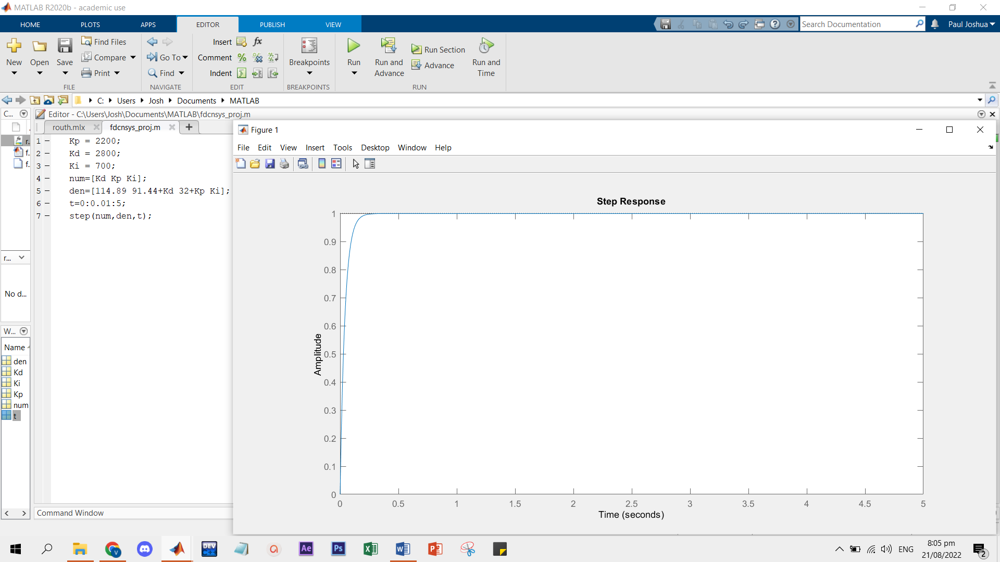 MATLAB R2020b - academic use
HOME PLOTS APPS EDITOR PUBLISH VIEW
Search Documentation
Paul Joshua
New
Open
Save
Find Files
Compare
Print
FILE
Go To
Find
NAVIGATE
Insert
Comment
Indent
EDIT
Breakpoints
BREAKPOINTS
Run
Run and
Advance
Run Section
Advance
Run and
Time
RUN
C: Users Josh Documents MATLAB
C...
Editor - C:\Users\Josh\Documents\MATLAB\fdcnsys_proj.m
routh.mlx fdcnsys_proj.m
r.
f.
f.
1 Kp = 2200;
2 Kd = 2800;
3 Ki = 700;
4 num=[Kd Kp Ki];
5 den=[114.89 91.44+Kd 32+Kp Ki];
6 t=0:0.01:5;
7 step(num,den,t);
r...
No d...
W...
Name
den
Kd
Ki
Kp
num
t
Command Window
Figure 1
File Edit View Insert Tools Desktop Window Help
Step Response
Amplitude
1
0.9
0.8
0.7
0.6
0.5
0.4
0.3
0.2
0.1
0
0 0.5 1 1.5 2 2.5 3 3.5 4 4.5 5
Time (seconds)
V
DEV
a
Ae
Ps
X
W
P
ENG
8:05 pm
21/08/2022
2